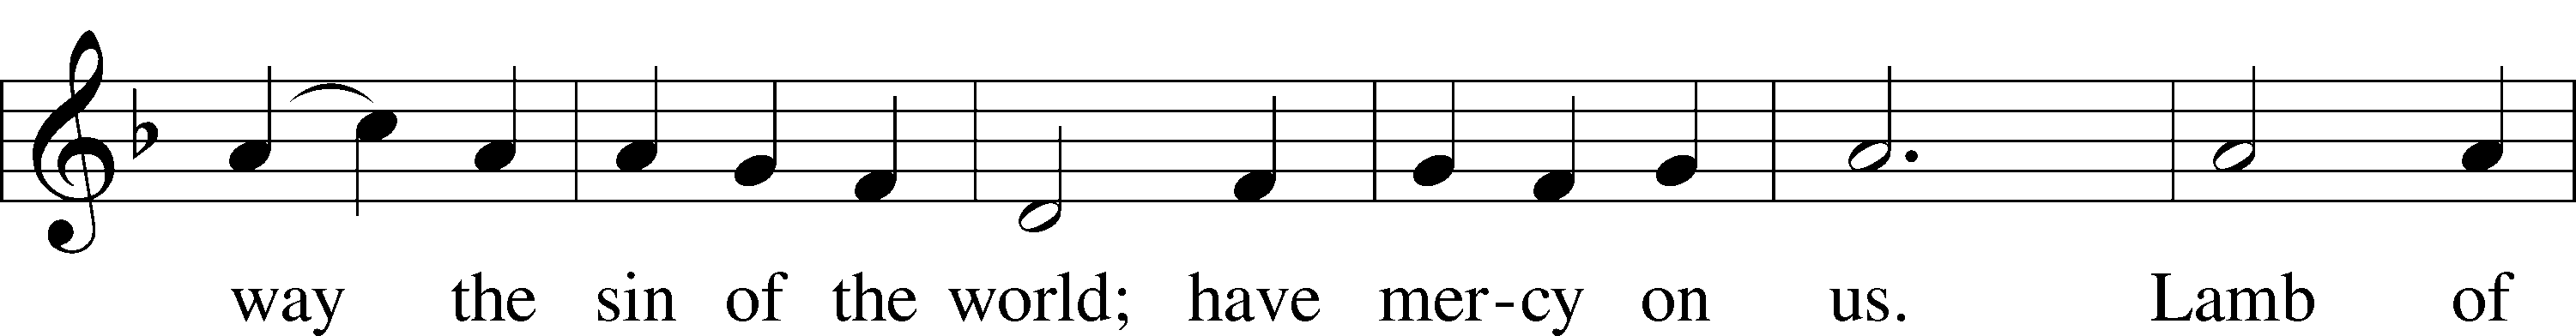 way the sin of the world; have mer-cy on us. Lamb of